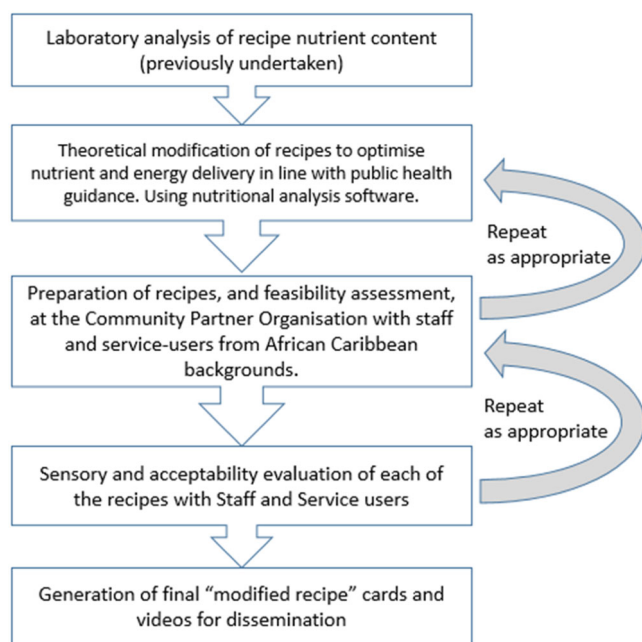 Laboratory analysis of recipe nutrient content
(previously undertaken)
Theoretical modification of recipes to optimise
nutrient and energy delivery in line with public health
guidance. Using nutritional analysis software.
Repeat
as appropriate
Preparation of recipes, and feasibility assessment,
at the Community Partner Organisation with staff
and service-users from African Caribbean
backgrounds.
Repeat
as appropriate
Sensory and acceptability evaluation of each of
the recipes with Staff and Service users
Generation of final “modified recipe” cards and
videos for dissemination